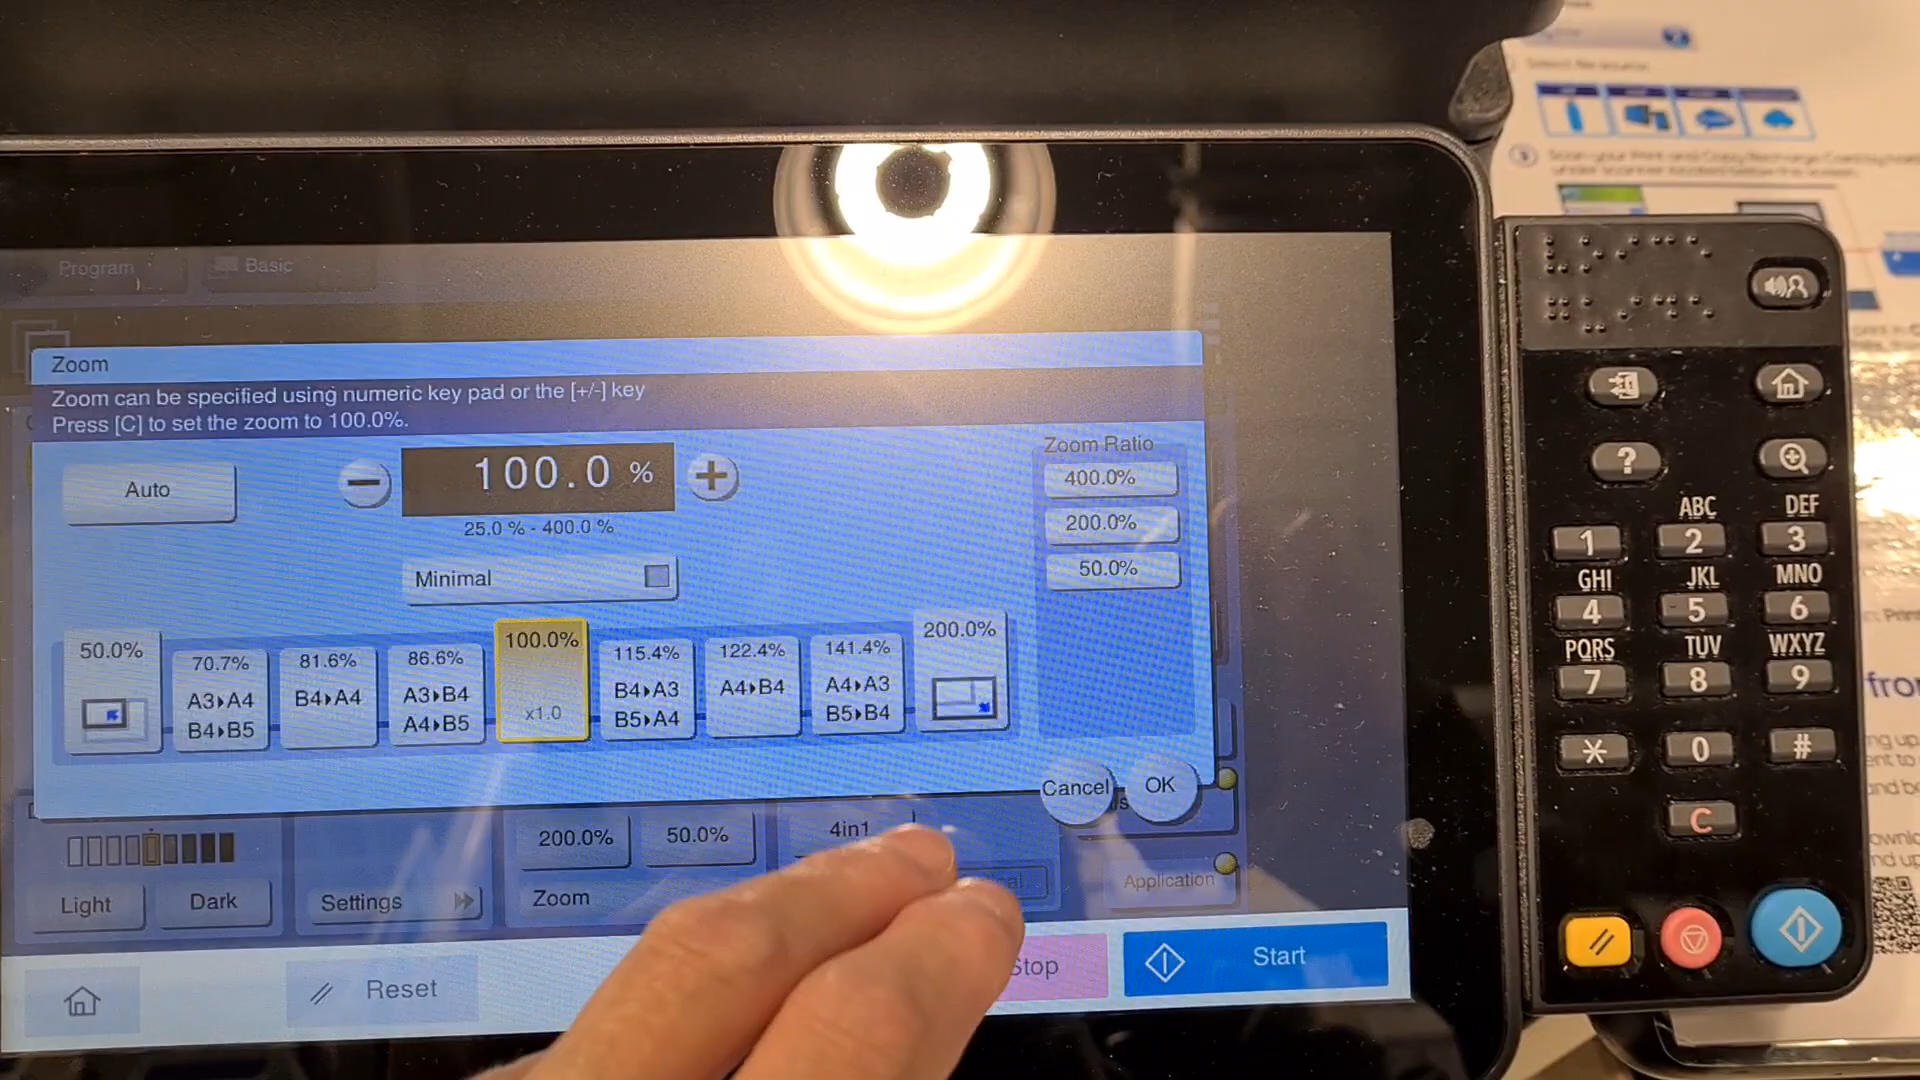 Program
Basic
Zoom
Zoom can be specified using numeric key pad or the [+/-] key
Press [C] to set the zoom to 100.0%.
Auto
100.0 %
25.0 % - 400.0 %
Minimal
Zoom Ratio
400.0%
200.0%
50.0%
50.0%
70.7%
A3▸A4
B4▸B5
81.6%
B4▸A4
86.6%
A3▸B4
A4▸B5
100.0%
x1.0
115.4%
B4▸A3
B5▸A4
122.4%
A4▸B4
141.4%
A4▸A3
B5▸B4
200.0%
Cancel
OK
Light
Dark
Settings
200.0%
50.0%
Zoom
4in1
Application
Reset
Stop
Start
?
ABC
DEF
1
2
3
GHI
JKL
MNO
4
5
6
PQRS
TUV
WXYZ
7
8
9
*
0
#
C